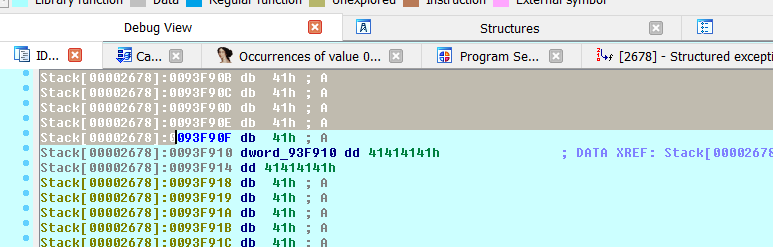 Library function Data Regular function Unexplored Instruction External symbol
Debug View Structures
ID... Ca... Occurrences of value 0... Program Se... [2678] - Structured excepti
Stack[00002678]:0093F90B db 41h ; A
Stack[00002678]:0093F90C db 41h ; A
Stack[00002678]:0093F90D db 41h ; A
Stack[00002678]:0093F90E db 41h ; A
Stack[00002678]:0093F90F db 41h ; A
Stack[00002678]:0093F910 dword_93F910 dd 41414141h ; DATA XREF: Stack[0000267
Stack[00002678]:0093F914 dd 41414141h
Stack[00002678]:0093F918 db 41h ; A
Stack[00002678]:0093F919 db 41h ; A
Stack[00002678]:0093F91A db 41h ; A
Stack[00002678]:0093F91B db 41h ; A
Stack[00002678]:0093F91C db 41h ; A